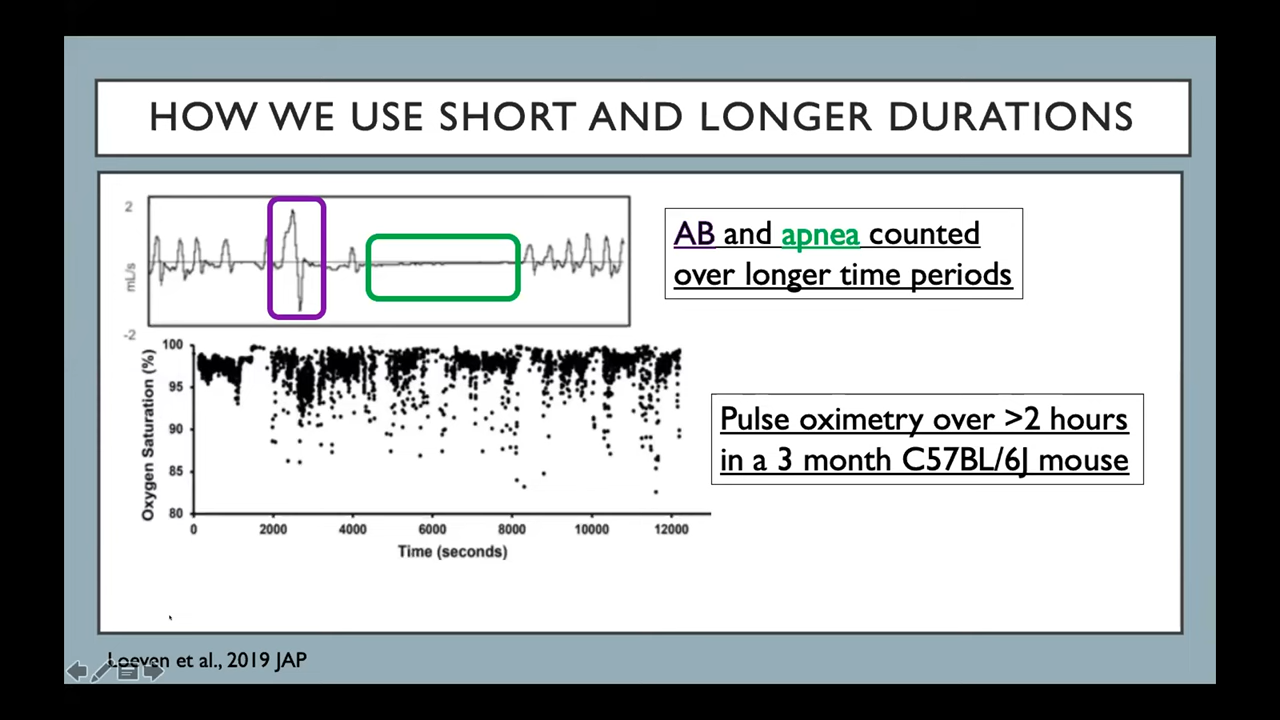 HOW WE USE SHORT AND LONGER DURATIONS
2
mL/s
-2
AB and apnea counted
over longer time periods
100
95
90
85
80
Oxygen Saturation (%)
0 2000 4000 6000 8000 10000 12000
Time (seconds)
Pulse oximetry over >2 hours
in a 3 month C57BL/6J mouse
Loeven et al., 2019 JAP